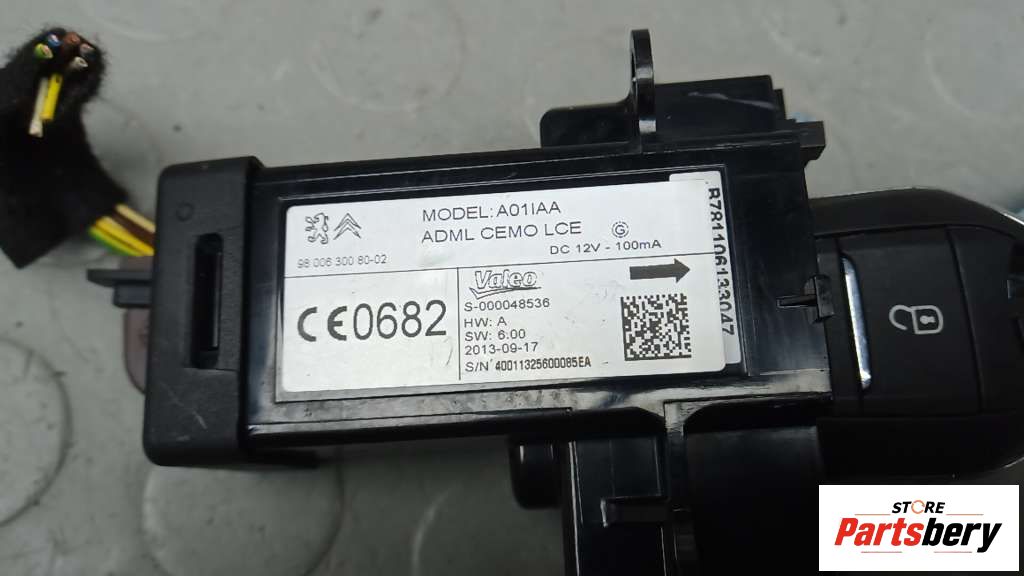 MODEL: A01IAA
ADML CEMO LCE
G
98 006 300 80-02
DC 12V - 100mA
CE0682
Valeo
S-000048536
HW: A
SW: 6.00
2013-09-17
S/N 40011325600085EA
R781106133047
STORE
Partsbery